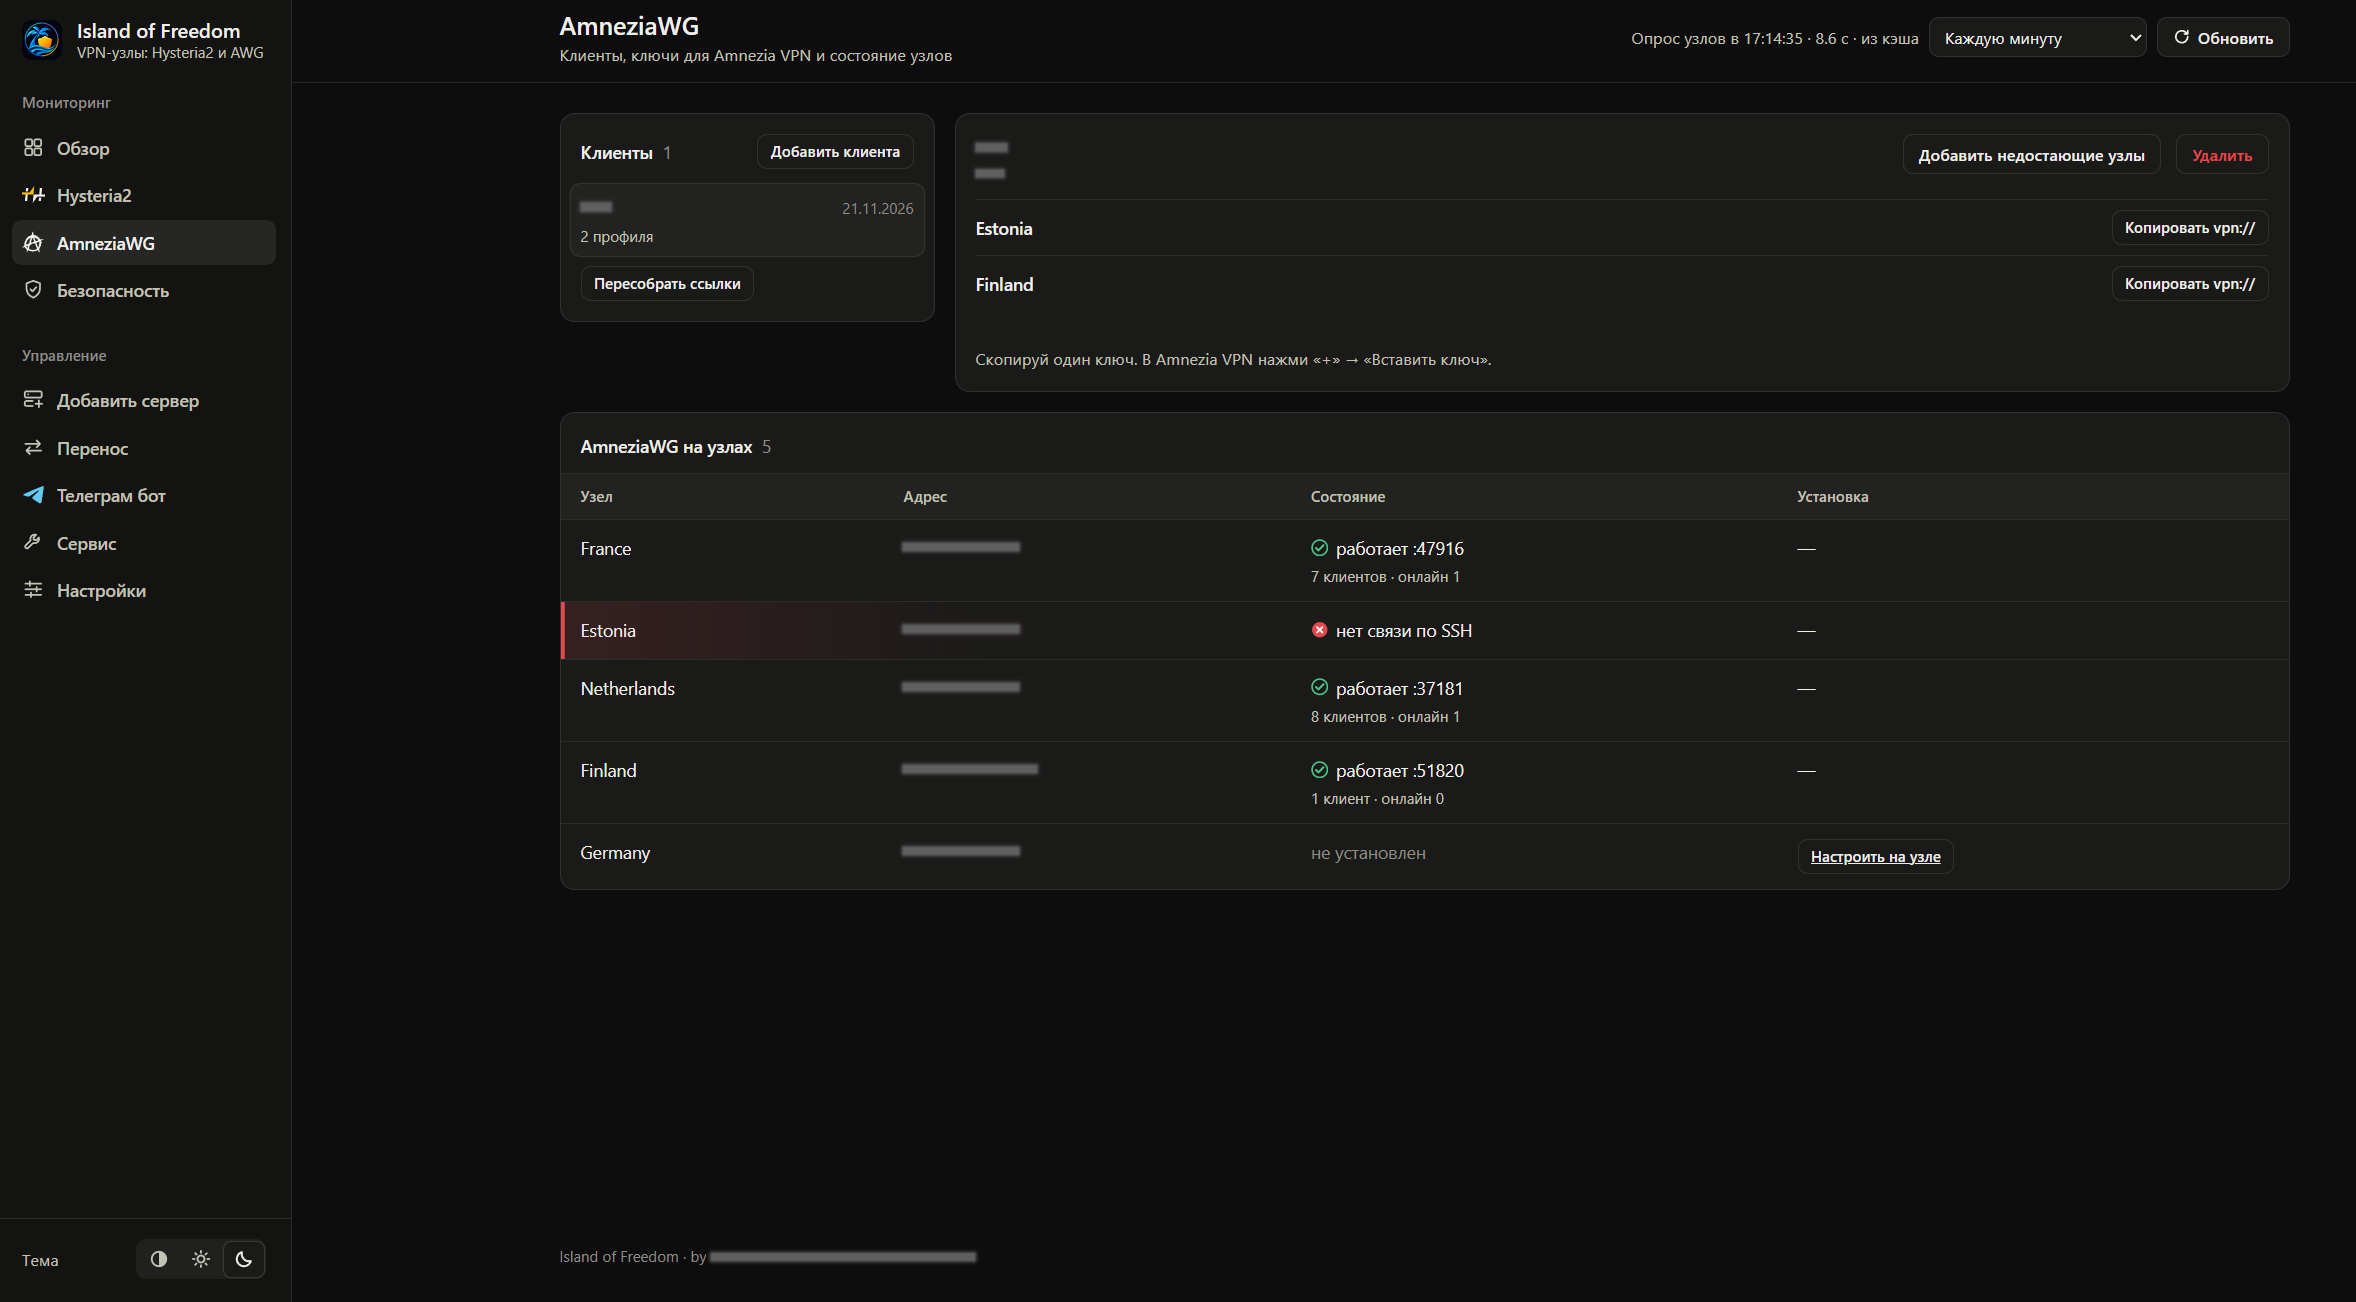 Island of Freedom
VPN-узлы: Hysteria2 и AWG
Мониторинг
Обзор
Hysteria2
AmneziaWG
Безопасность
Управление
Добавить сервер
Перенос
Телеграм бот
Сервис
Настройки
Тема
AmneziaWG
Клиенты, ключи для Amnezia VPN и состояние узлов
Опрос узлов в 17:14:35 · 8.6 с · из кэша
Каждую минуту
Обновить
Клиенты 1
Добавить клиента
21.11.2026
2 профиля
Пересобрать ссылки
Добавить недостающие узлы
Удалить
Estonia
Копировать vpn://
Finland
Копировать vpn://
Скопируй один ключ. В Amnezia VPN нажми «+» → «Вставить ключ».
AmneziaWG на узлах 5
Узел Адрес Состояние Установка
France работает :47916 —
7 клиентов · онлайн 1
Estonia нет связи по SSH —
Netherlands работает :37181 —
8 клиентов · онлайн 1
Finland работает :51820 —
1 клиент · онлайн 0
Germany не установлен Настроить на узле
Island of Freedom · by